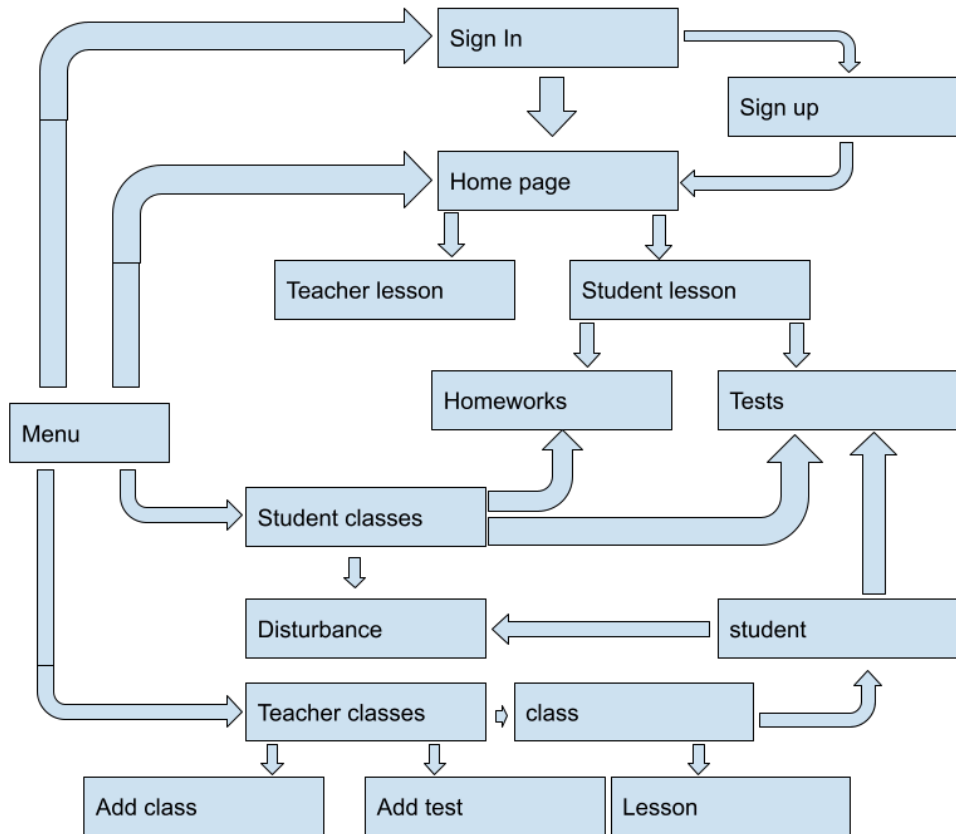 Sign In
Sign up
Home page
Teacher lesson
Student lesson
Homeworks
Tests
Menu
Student classes
Disturbance
student
Teacher classes
class
Add class
Add test
Lesson